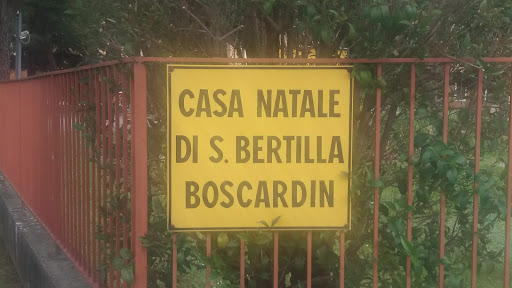 CASA NATALE
DI S. BERTILLA
BOSCARDIN